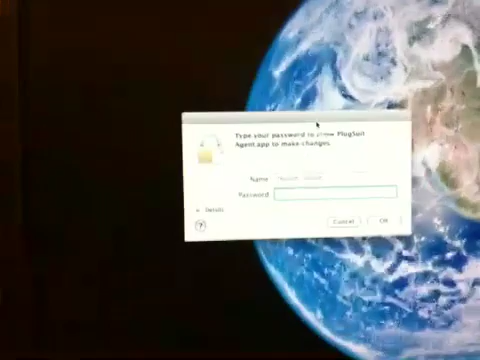 Type your password to allow PlugSuit
Agent.app to make changes.
Name
Password
Details
?
Cancel
OK